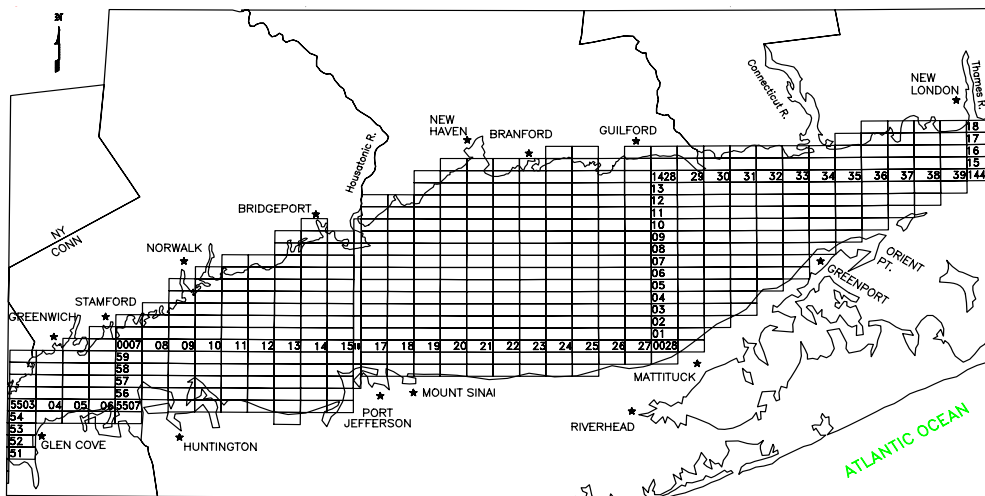 N
Thames R.
Connecticut R.
NEW
LONDON
NEW
HAVEN
BRANFORD
GUILFORD
Housatonic R.
18
17
16
15
1428 29 30 31 32 33 34 35 36 37 38 39 144
13
12
11
10
09
08
07
06
05
04
03
02
01
BRIDGEPORT
NY
CONN
NORWALK
ORIENT
PT.
GREENPORT
STAMFORD
GREENWICH
0007 08 09 10 11 12 13 14 15 17 18 19 20 21 22 23 24 25 26 27 0028
59
58
57
56
5503 04 05 06 5507
54
53
52
51
MATTITUCK
MOUNT SINAI
PORT
JEFFERSON
RIVERHEAD
GLEN COVE
HUNTINGTON
ATLANTIC OCEAN